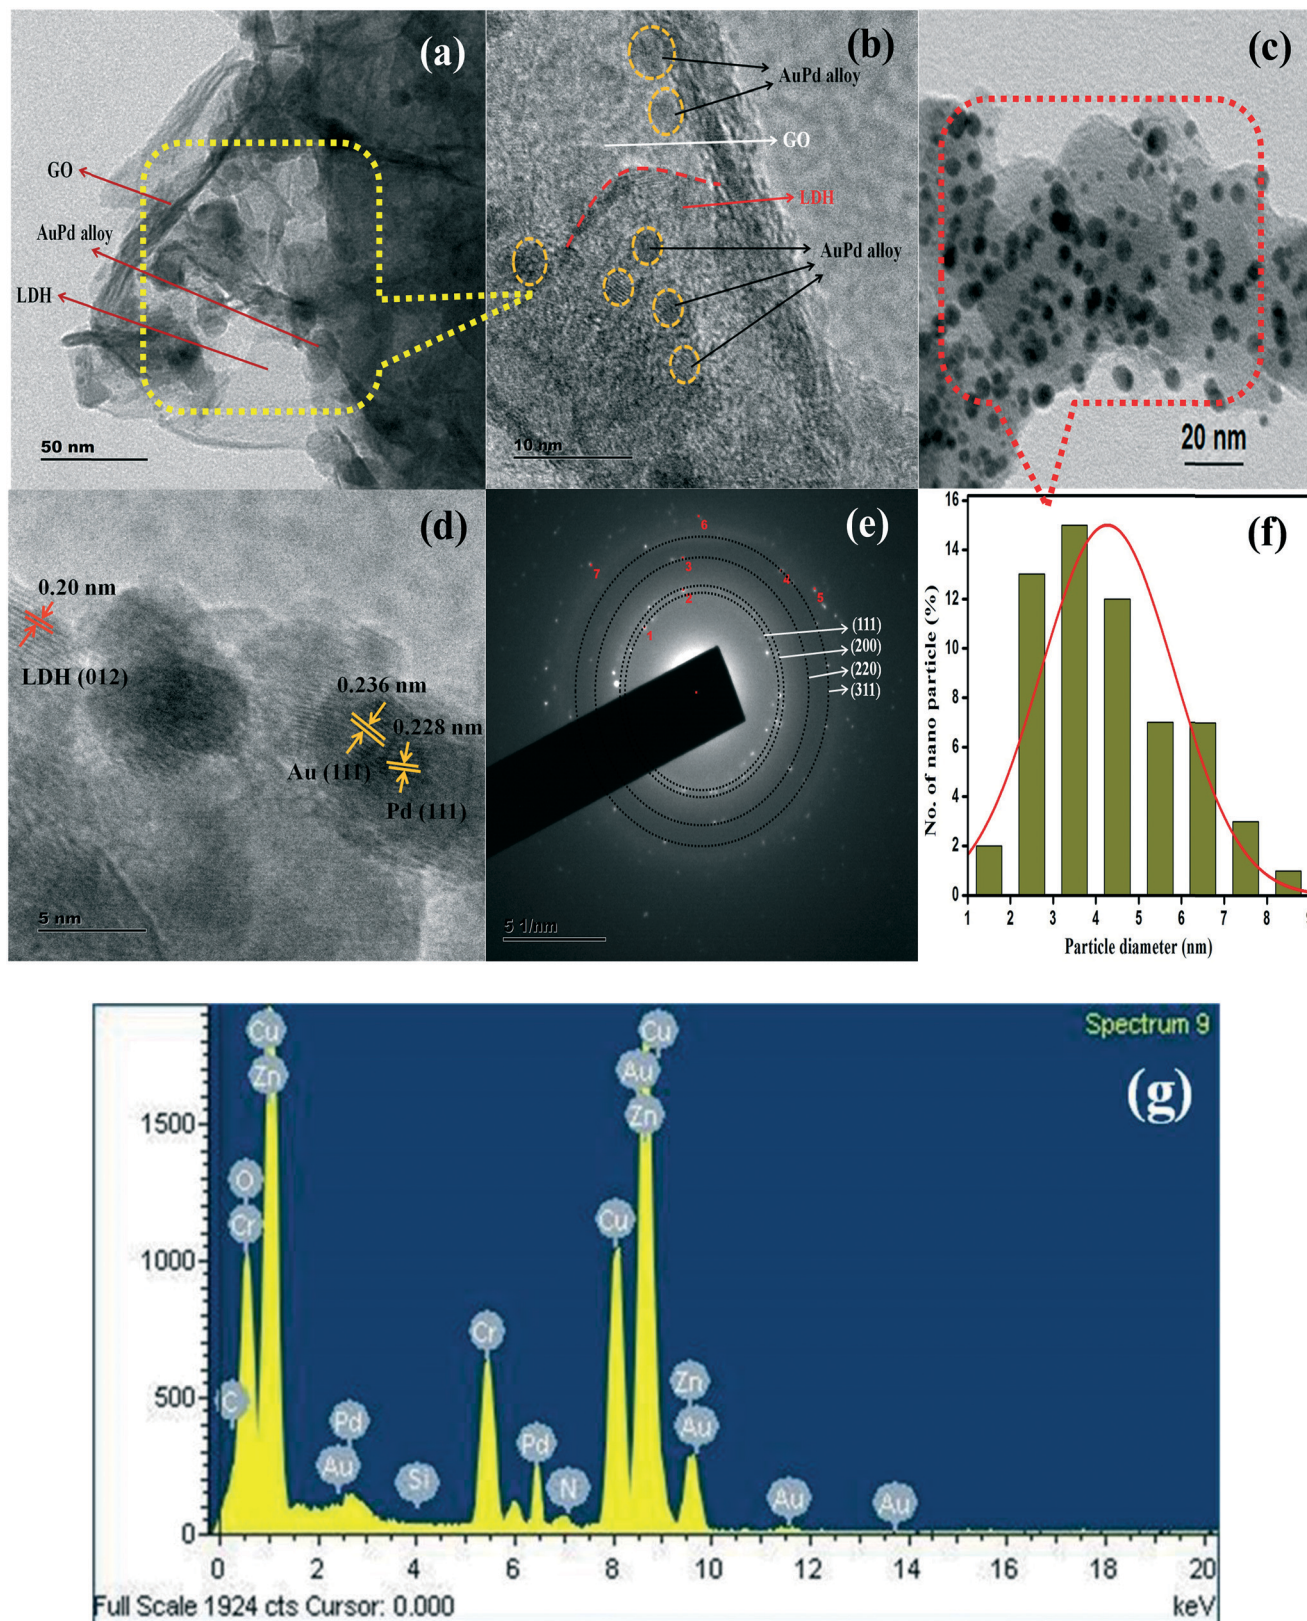 (a)
GO
AuPd alloy
LDH
50 nm
(b)
AuPd alloy
GO
LDH
AuPd alloy
10 nm
(c)
20 nm
(d)
0.20 nm
LDH (012)
0.236 nm
0.228 nm
Au (111)
Pd (111)
5 nm
(e)
6
3
7
4
2
5
1
(111)
(200)
(220)
(311)
5 1/nm
(f)
No. of nano particle (%)
16
14
12
10
8
6
4
2
0
1 2 3 4 5 6 7 8 9
Particle diameter (nm)
Spectrum 9
(g)
Cu
Zn
O
Cr
C
Pd
Au
Si
Cr
Pd
N
Cu
Cu
Au
Zn
Zn
Au
Au
Au
1500
1000
500
0
0 2 4 6 8 10 12 14 16 18 20
Full Scale 1924 cts Cursor: 0.000
keV